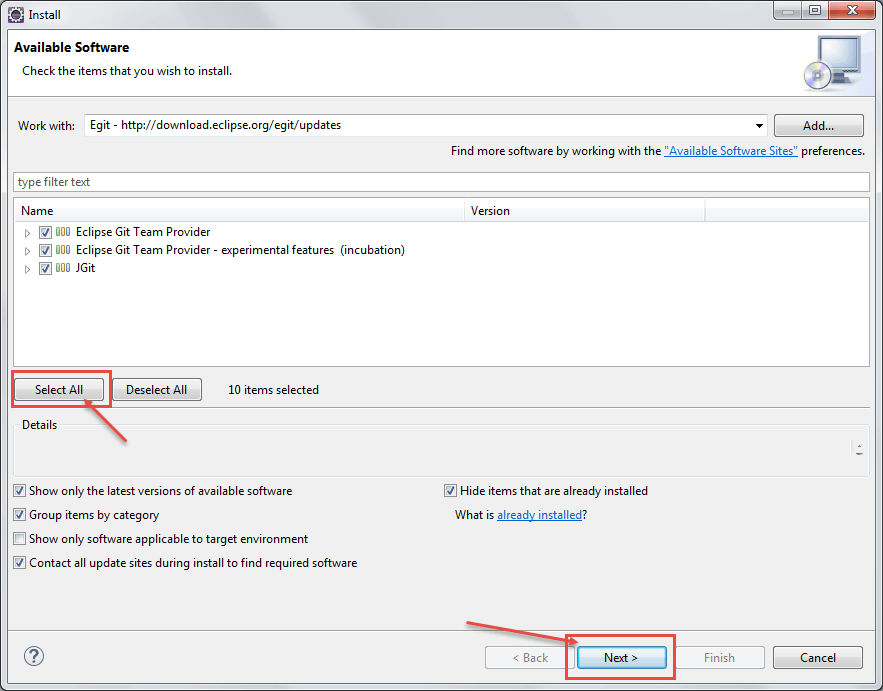 Install
Available Software
Check the items that you wish to install.
Work with: Egit - http://download.eclipse.org/egit/updates Add...
Find more software by working with the "Available Software Sites" preferences.
type filter text
Name Version
Eclipse Git Team Provider
Eclipse Git Team Provider - experimental features (incubation)
JGit
Select All Deselect All 10 items selected
Details
Show only the latest versions of available software Hide items that are already installed
Group items by category What is already installed?
Show only software applicable to target environment
Contact all update sites during install to find required software
? < Back Next > Finish Cancel